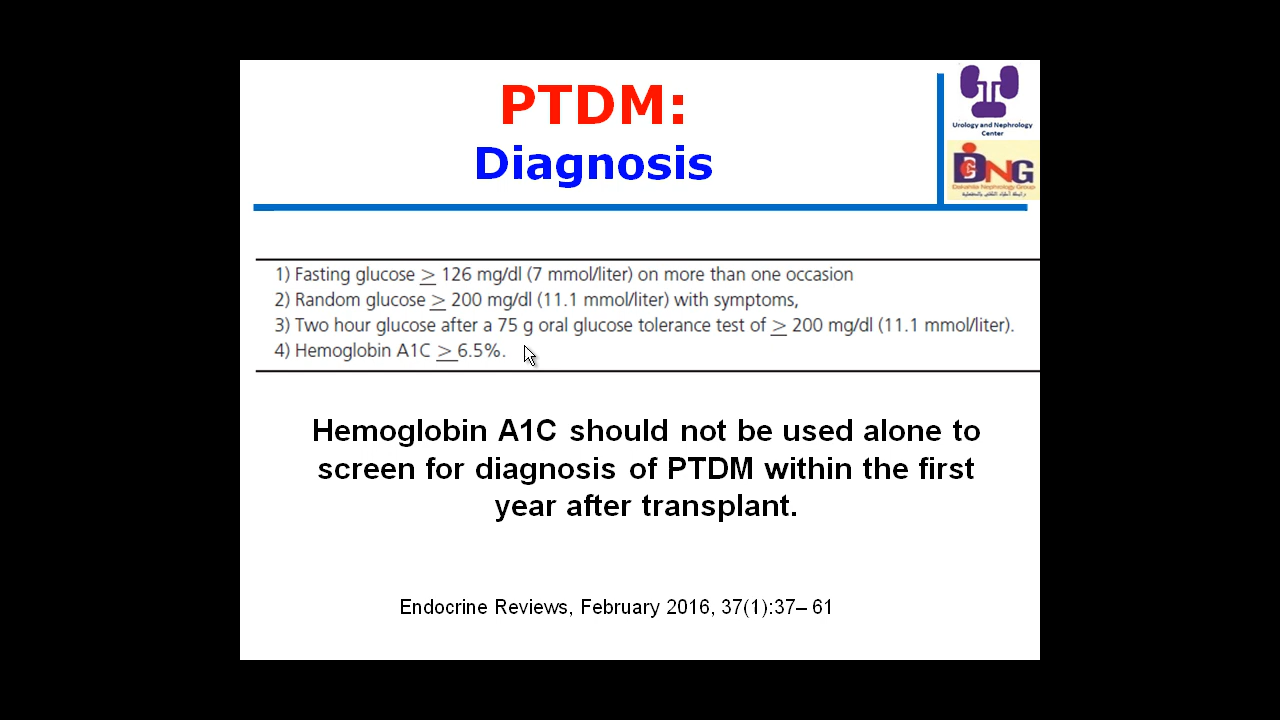 PTDM:
Diagnosis
Urology and Nephrology
Center
DNG
Dakahlia Nephrology Group
1) Fasting glucose ≥ 126 mg/dl (7 mmol/liter) on more than one occasion
2) Random glucose ≥ 200 mg/dl (11.1 mmol/liter) with symptoms,
3) Two hour glucose after a 75 g oral glucose tolerance test of ≥ 200 mg/dl (11.1 mmol/liter).
4) Hemoglobin A1C ≥ 6.5%.
Hemoglobin A1C should not be used alone to
screen for diagnosis of PTDM within the first
year after transplant.
Endocrine Reviews, February 2016, 37(1):37– 61